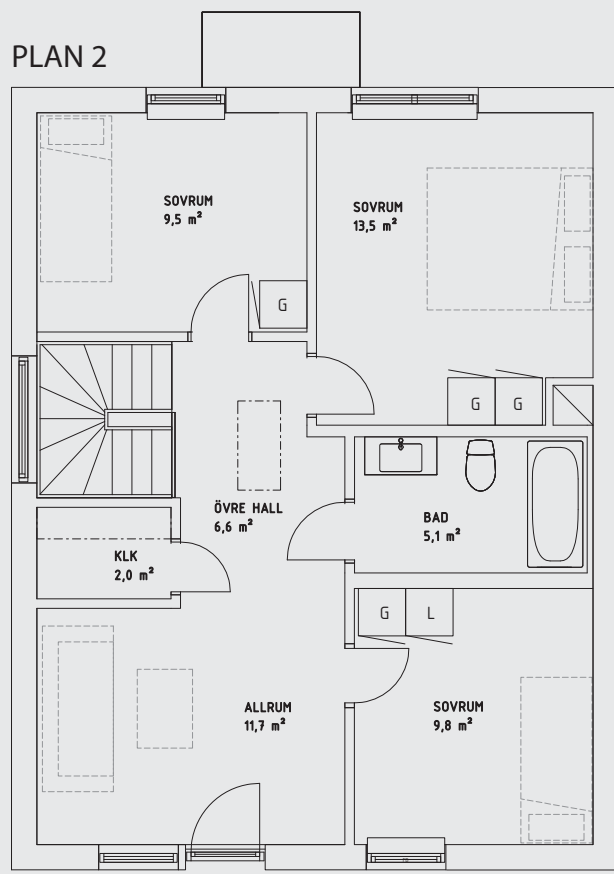 PLAN 2
SOVRUM
9,5 m²
SOVRUM
13,5 m²
G
G
G
ÖVRE HALL
6,6 m²
BAD
5,1 m²
KLK
2,0 m²
G
L
ALLRUM
11,7 m²
SOVRUM
9,8 m²